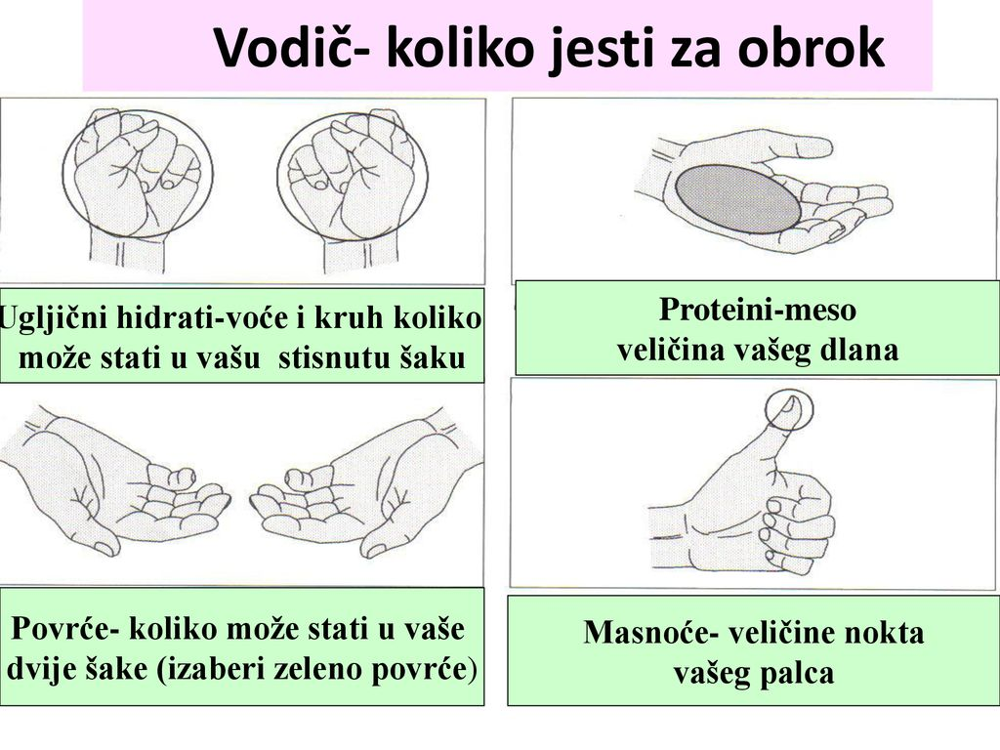 Vodič- koliko jesti za obrok
Ugljični hidrati-voće i kruh koliko
može stati u vašu stisnutu šaku
Proteini-meso
veličina vašeg dlana
Povrće- koliko može stati u vaše
dvije šake (izaberi zeleno povrće)
Masnoće- veličine nokta
vašeg palca